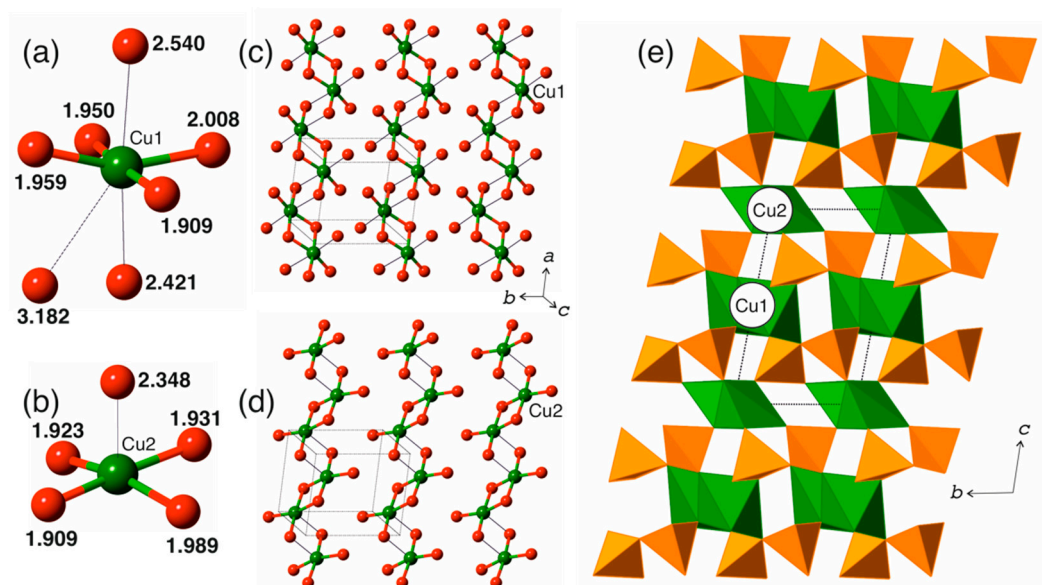 (a)
2.540
1.950
Cu1
2.008
1.959
1.909
2.421
3.182
(b)
2.348
1.923
Cu2
1.931
1.909
1.989
(c)
Cu1
a
b
c
(d)
Cu2
(e)
Cu2
Cu1
c
b